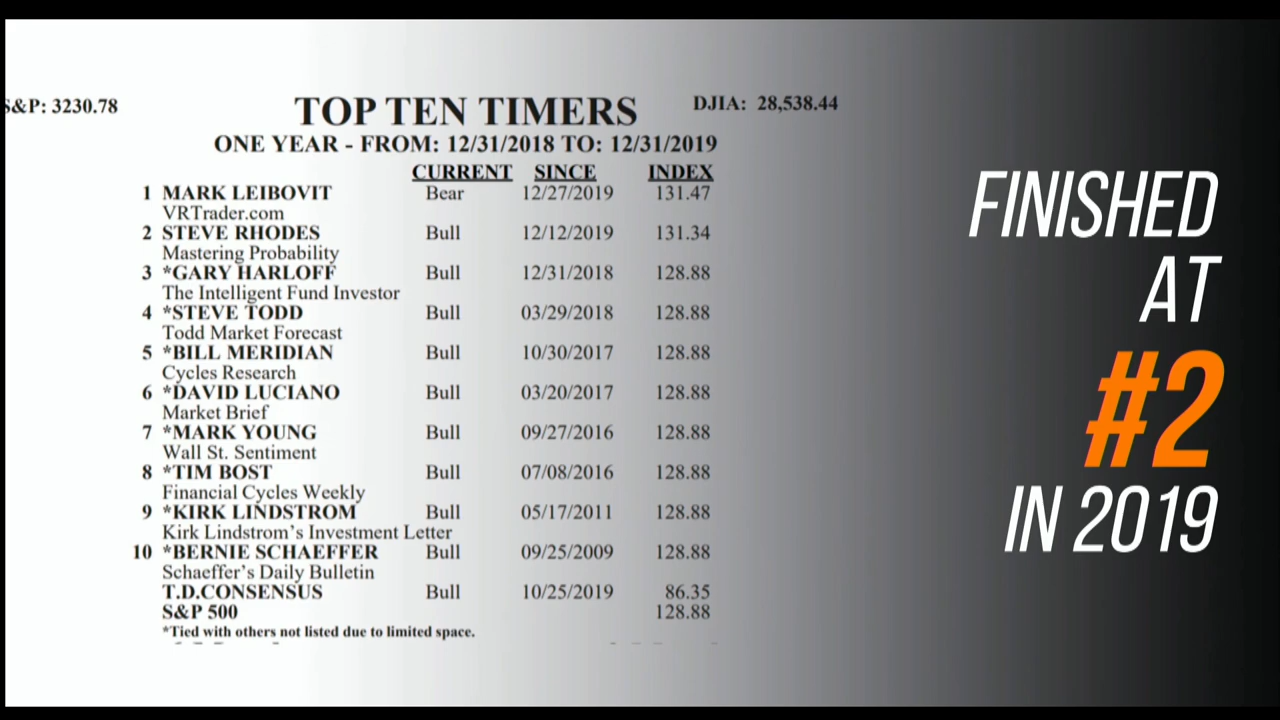 S&P: 3230.78
TOP TEN TIMERS
DJIA: 28,538.44
ONE YEAR - FROM: 12/31/2018 TO: 12/31/2019
CURRENT SINCE INDEX
1 MARK LEIBOVIT Bear 12/27/2019 131.47
VRTrader.com
2 STEVE RHODES Bull 12/12/2019 131.34
Mastering Probability
3 *GARY HARLOFF Bull 12/31/2018 128.88
The Intelligent Fund Investor
4 *STEVE TODD Bull 03/29/2018 128.88
Todd Market Forecast
5 *BILL MERIDIAN Bull 10/30/2017 128.88
Cycles Research
6 *DAVID LUCIANO Bull 03/20/2017 128.88
Market Brief
7 *MARK YOUNG Bull 09/27/2016 128.88
Wall St. Sentiment
8 *TIM BOST Bull 07/08/2016 128.88
Financial Cycles Weekly
9 *KIRK LINDSTROM Bull 05/17/2011 128.88
Kirk Lindstrom's Investment Letter
10 *BERNIE SCHAEFFER Bull 09/25/2009 128.88
Schaeffer's Daily Bulletin
T.D.CONSENSUS Bull 10/25/2019 86.35
S&P 500 128.88
*Tied with others not listed due to limited space.
FINISHED
AT
#2
IN 2019